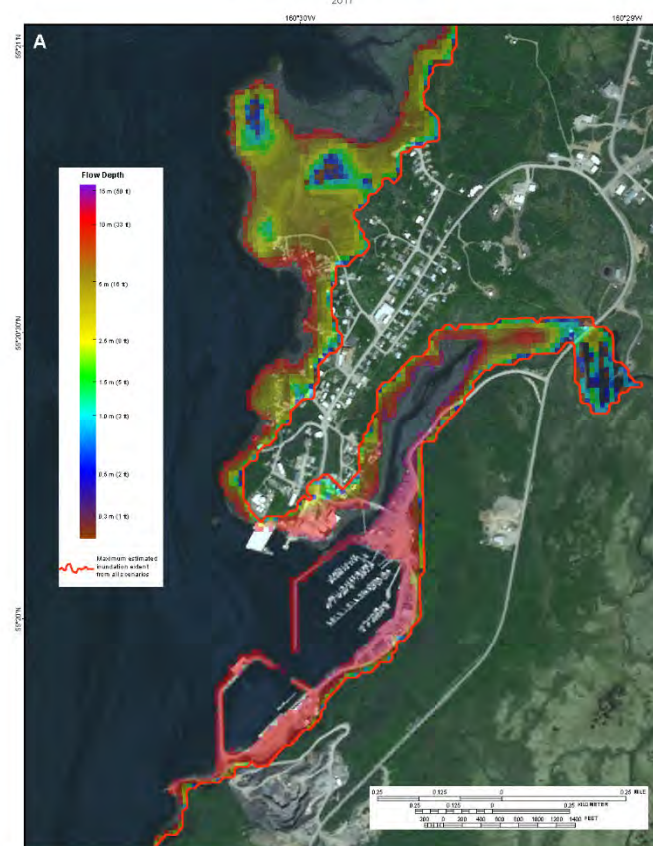 2017
160°30'W
160°29'W
55°21'N
A
Flow Depth
15 m (50 ft)
10 m (33 ft)
5 m (16 ft)
2.5 m (8 ft)
1.5 m (5 ft)
1.0 m (3 ft)
0.5 m (2 ft)
0.3 m (1 ft)
Maximum estimated
inundation extent
from all scenarios
55°20'30"N
55°20'N
0.25 0.125 0 0.25 MILE
0.25 0.125 0 0.25 KILOMETER
200 0 200 400 600 800 1000 1200 1400 FEET